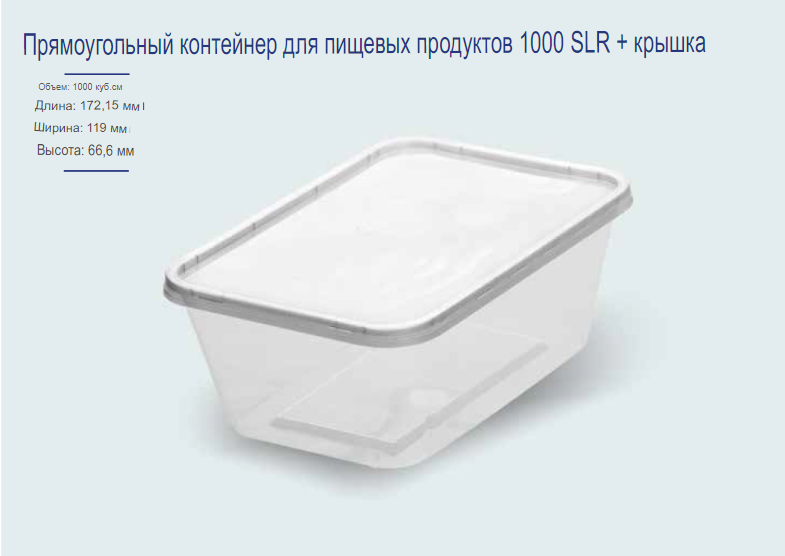 Прямоугольный контейнер для пищевых продуктов 1000 SLR + крышка
Объем: 1000 куб.см
Длина: 172,15 мм
Ширина: 119 мм
Высота: 66,6 мм